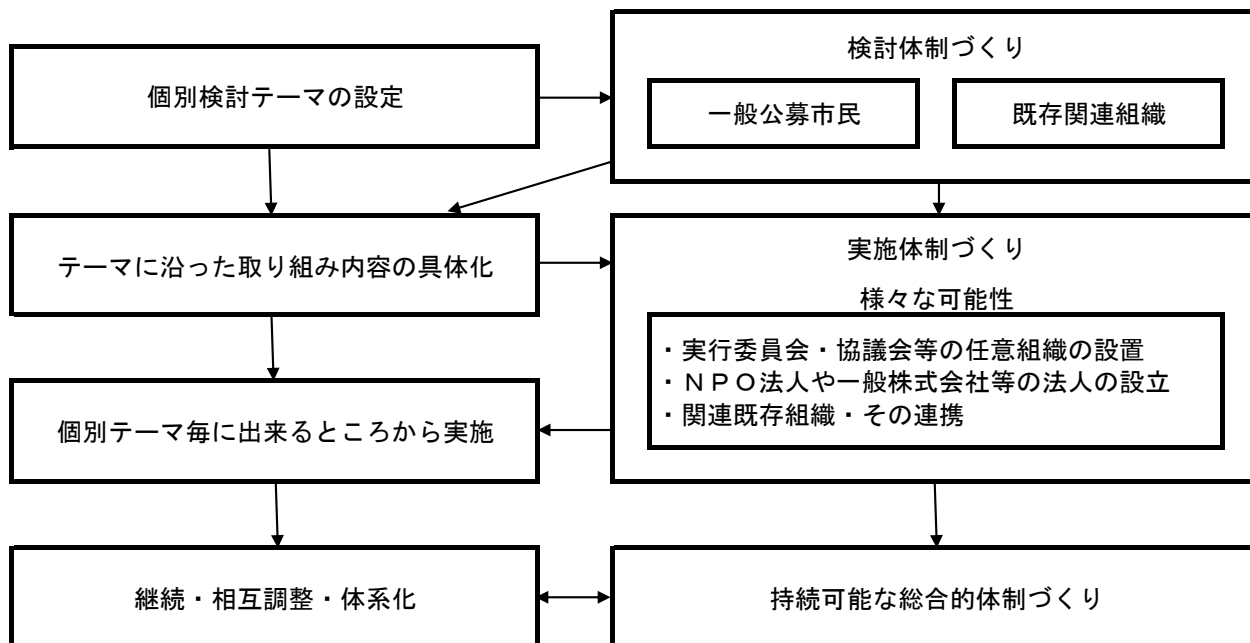 個別検討テーマの設定
検討体制づくり
一般公募市民
既存関連組織
テーマに沿った取り組み内容の具体化
実施体制づくり
様々な可能性
・実行委員会・協議会等の任意組織の設置
・ＮＰＯ法人や一般株式会社等の法人の設立
・関連既存組織・その連携
個別テーマ毎に出来るところから実施
継続・相互調整・体系化
持続可能な総合的体制づくり